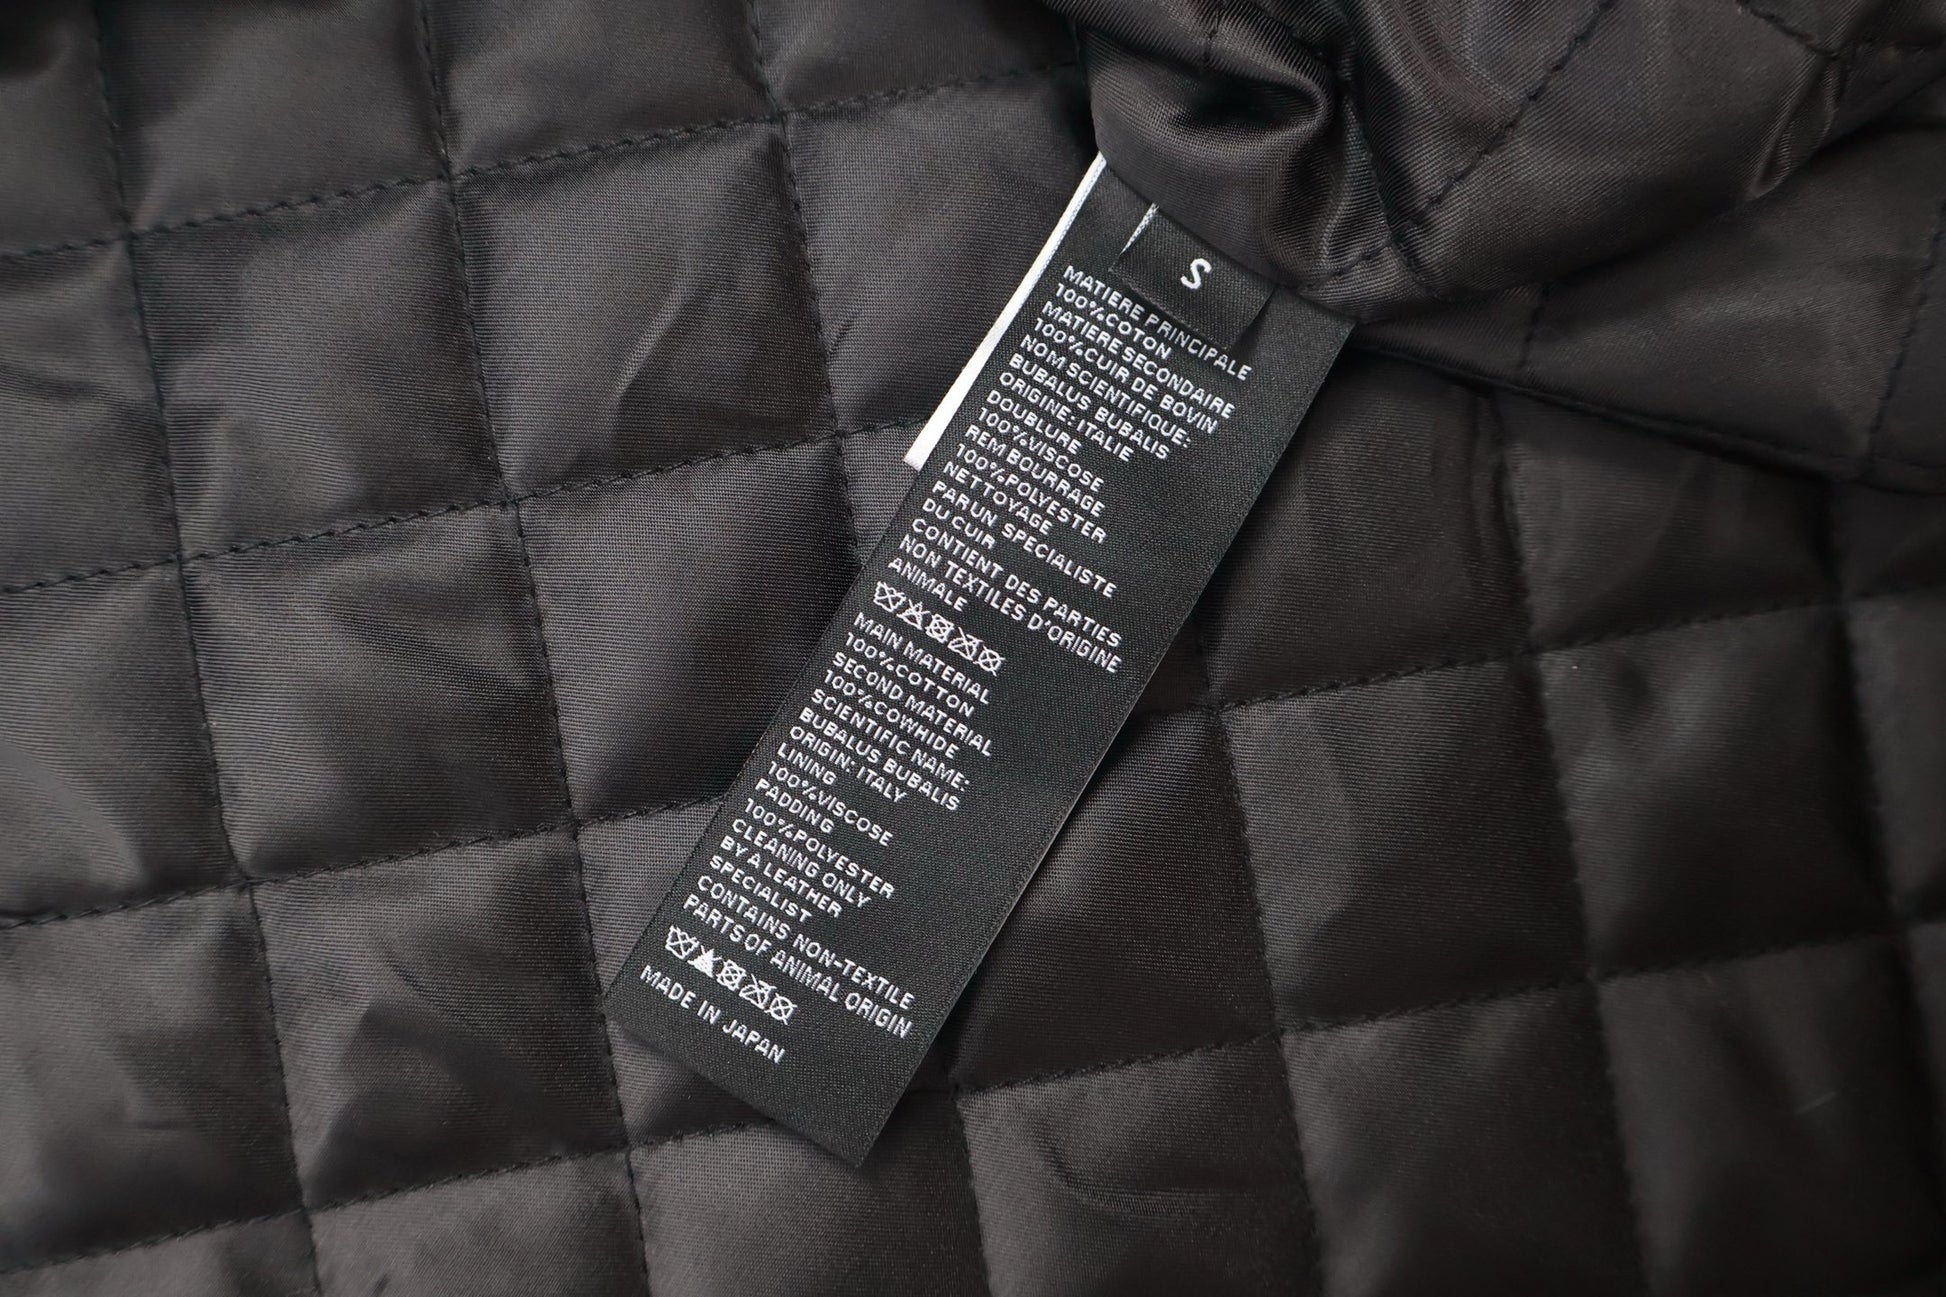 S
MATIERE PRINCIPALE
100%COTON
MATIERE SECONDAIRE
100%CUIR DE BOVIN
NOM SCIENTIFIQUE:
BUBALUS BUBALIS
ORIGINE: ITALIE
DOUBLURE
100%VISCOSE
REM BOURRAGE
100%POLYESTER
NETTOYAGE
PAR UN SPECIALISTE
DU CUIR
CONTIENT DES PARTIES
NON TEXTILES D'ORIGINE
ANIMALE
MAIN MATERIAL
100%COTTON
SECOND MATERIAL
100%COWHIDE
SCIENTIFIC NAME:
BUBALUS BUBALIS
ORIGIN: ITALY
LINING
100%VISCOSE
PADDING
100%POLYESTER
CLEANING ONLY
BY A LEATHER
SPECIALIST
CONTAINS NON-TEXTILE
PARTS OF ANIMAL ORIGIN
MADE IN JAPAN